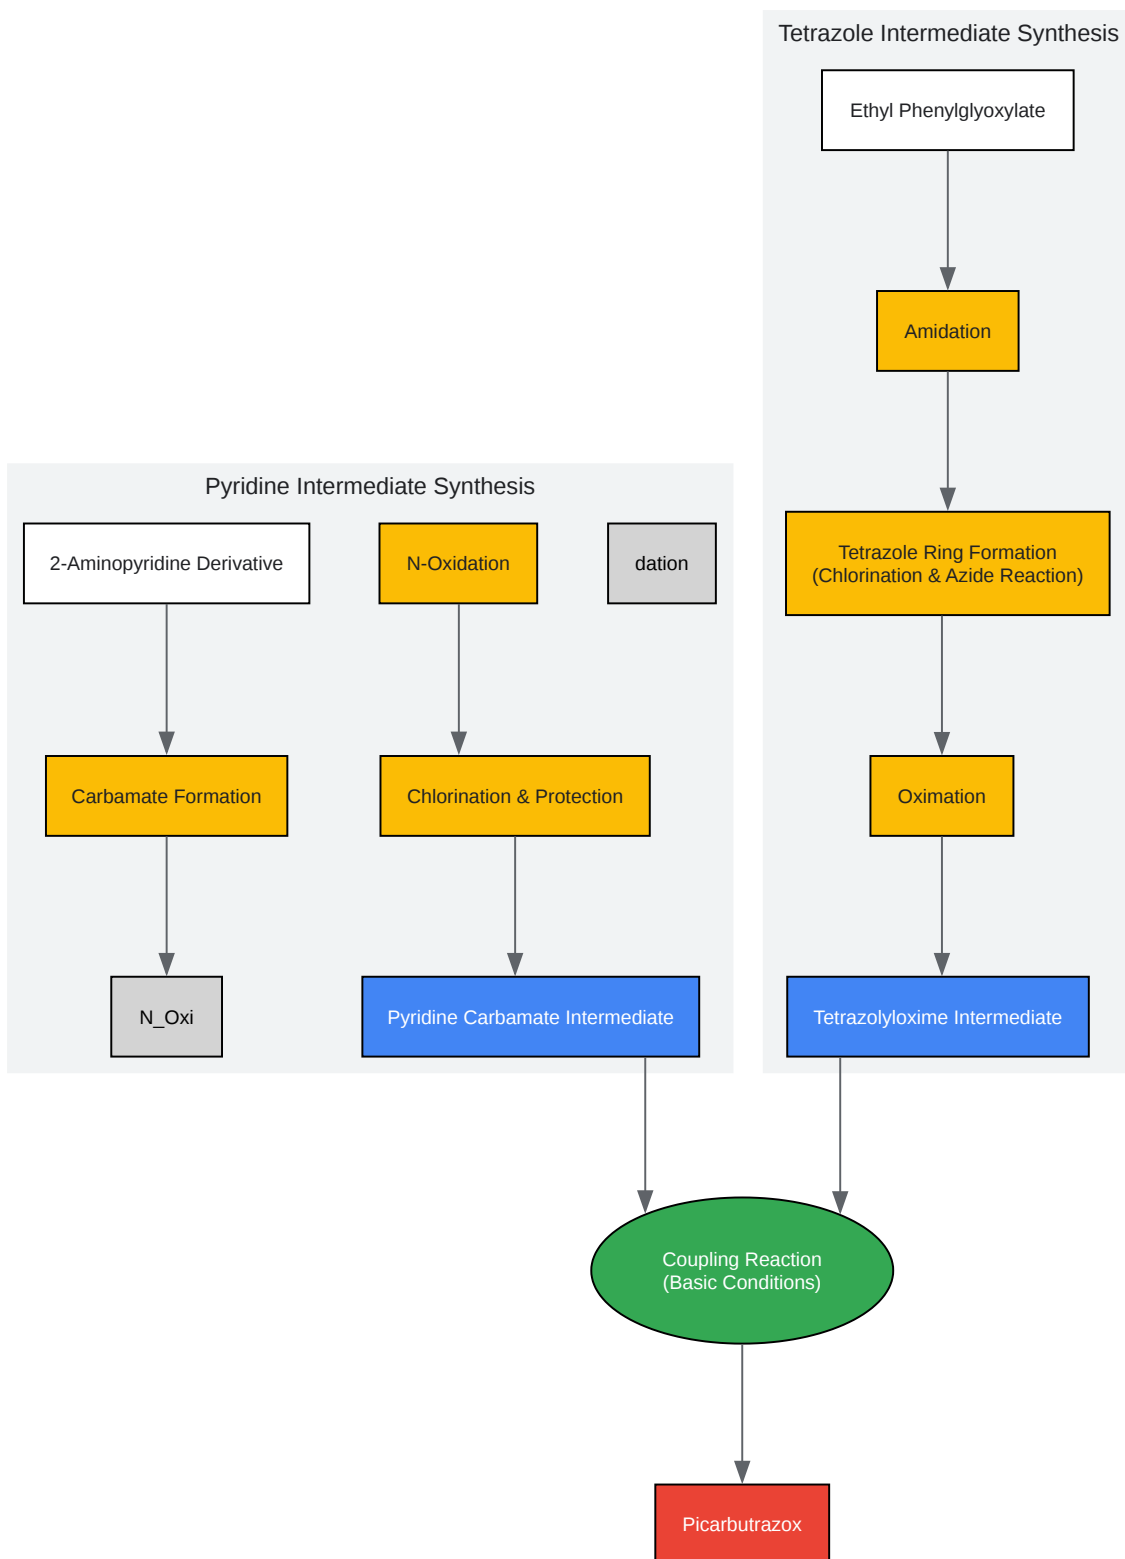 Tetrazole Intermediate Synthesis
Ethyl Phenylglyoxylate
Amidation
Pyridine Intermediate Synthesis
2-Aminopyridine Derivative
N-Oxidation
dation
Tetrazole Ring Formation
(Chlorination & Azide Reaction)
Carbamate Formation
Chlorination & Protection
Oximation
N_Oxi
Pyridine Carbamate Intermediate
Tetrazolyloxime Intermediate
Coupling Reaction
(Basic Conditions)
Picarbutrazox